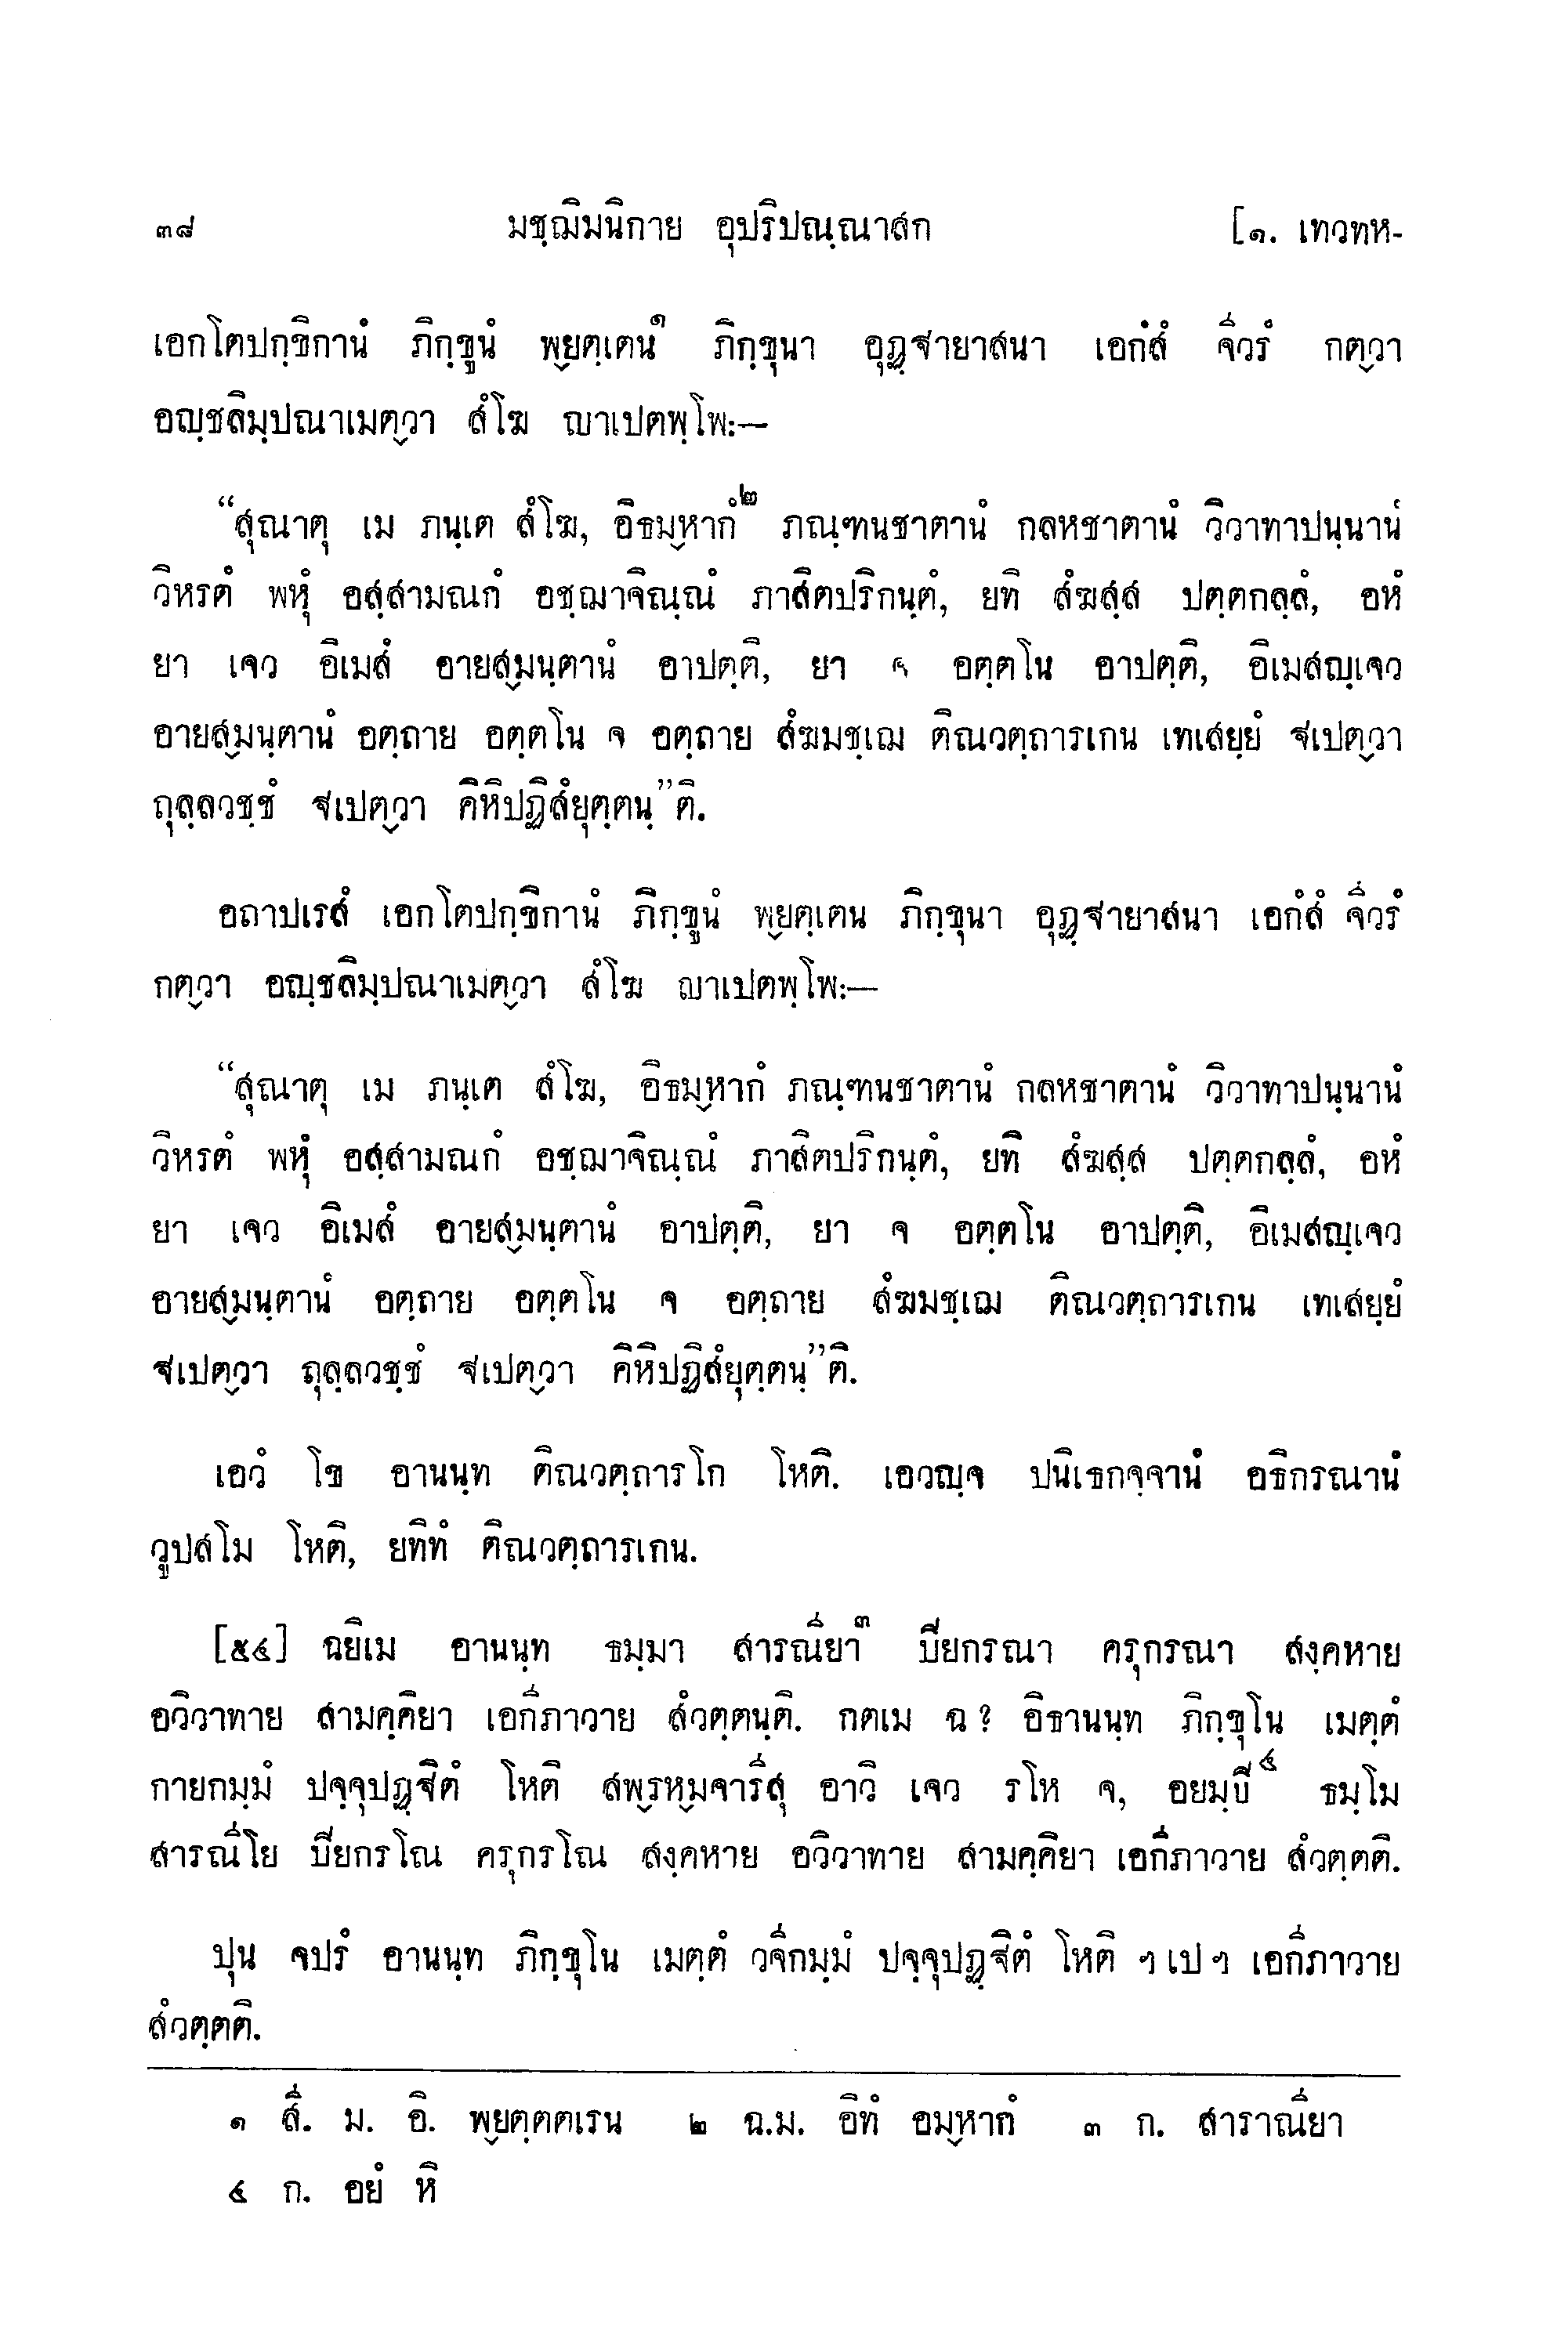 ๓๘ มชฺฌิมนิกาย อุปริปณฺณาสก [๑. เทวทห-
เอกโตปกฺขิกานํ ภิกฺขูนํ พฺยตฺเตน๑ ภิกฺขุนา อุฏฺฐายาสนา เอกํสํ จีวรํ กตฺวา
อญฺชลิมฺปณาเมตฺวา สํโฆ ญาเปตพฺโพ:—
“สุณาตุ เม ภนฺเต สํโฆ, อิธมฺหากํ๒ ภณฺฑนชาตานํ กลหชาตานํ วิวาทาปนฺนานํ
วิหรตํ พหุํ อสฺสามณกํ อชฺฌาจิณฺณํ ภาสิตปริกนฺตํ, ยทิ สํฆสฺส ปตฺตกลฺลํ, อหํ
ยา เจว อิเมสํ อายสฺมนฺตานํ อาปตฺติ, ยา จ อตฺตโน อาปตฺติ, อิเมสญฺเจว
อายสฺมนฺตานํ อตฺถาย อตฺตโน จ อตฺถาย สํฆมชฺเฌ ติณวตฺถารเกน เทเสยฺยํ ฐเปตฺวา
ถุลฺลวชฺชํ ฐเปตฺวา คิหิปฏิสํยุตฺตนฺ”ติ.
อถาปเรสํ เอกโตปกฺขิกานํ ภิกฺขูนํ พฺยตฺเตน ภิกฺขุนา อุฏฺฐายาสนา เอกํสํ จีวรํ
กตฺวา อญฺชลิมฺปณาเมตฺวา สํโฆ ญาเปตพฺโพ:—
“สุณาตุ เม ภนฺเต สํโฆ, อิธมฺหากํ ภณฺฑนชาตานํ กลหชาตานํ วิวาทาปนฺนานํ
วิหรตํ พหุํ อสฺสามณกํ อชฺฌาจิณฺณํ ภาสิตปริกนฺตํ, ยทิ สํฆสฺส ปตฺตกลฺลํ, อหํ
ยา เจว อิเมสํ อายสฺมนฺตานํ อาปตฺติ, ยา จ อตฺตโน อาปตฺติ, อิเมสญฺเจว
อายสฺมนฺตานํ อตฺถาย อตฺตโน จ อตฺถาย สํฆมชฺเฌ ติณวตฺถารเกน เทเสยฺยํ
ฐเปตฺวา ถุลฺลวชฺชํ ฐเปตฺวา คิหิปฏิสํยุตฺตนฺ”ติ.
เอวํ โข อานนฺท ติณวตฺถารโก โหติ. เอวญฺจ ปนิเธกจฺจานํ อธิกรณานํ
วูปสโม โหติ, ยทิทํ ติณวตฺถารเกน.
[๕๔] ฉยิเม อานนฺท ธมฺมา สารณียา๓ ปิยกรณา ครุกรณา สงฺคหาย
อวิวาทาย สามคฺคิยา เอกีภาวาย สํวตฺตนฺติ. กตเม ฉ? อิธานนฺท ภิกฺขุโน เมตฺตํ
กายกมฺมํ ปจฺจุปฏฺฐิตํ โหติ สพฺรหฺมจารีสุ อาวิ เจว รโห จ, อยมฺปิ๔ ธมฺโม
สารณีโย ปิยกรโณ ครุกรโณ สงฺคหาย อวิวาทาย สามคฺคิยา เอกีภาวาย สํวตฺตติ.
ปุน จปรํ อานนฺท ภิกฺขุโน เมตฺตํ วจีกมฺมํ ปจฺจุปฏฺฐิตํ โหติ ฯ เป ฯ เอกีภาวาย
สํวตฺตติ.
๑ สี. ม. อิ. พฺยตฺตตเรน ๒ ฉ.ม. อิทํ อมฺหากํ ๓ ก. สาราณียา
๔ ก. อยํ หิ